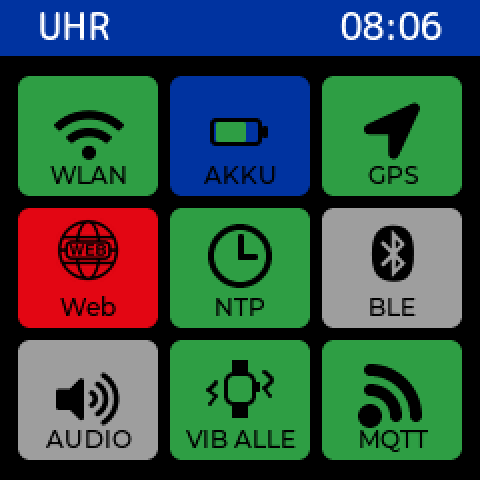 UHR 08:06
WLAN AKKU GPS
WEB
Web NTP BLE
AUDIO VIB ALLE MQTT